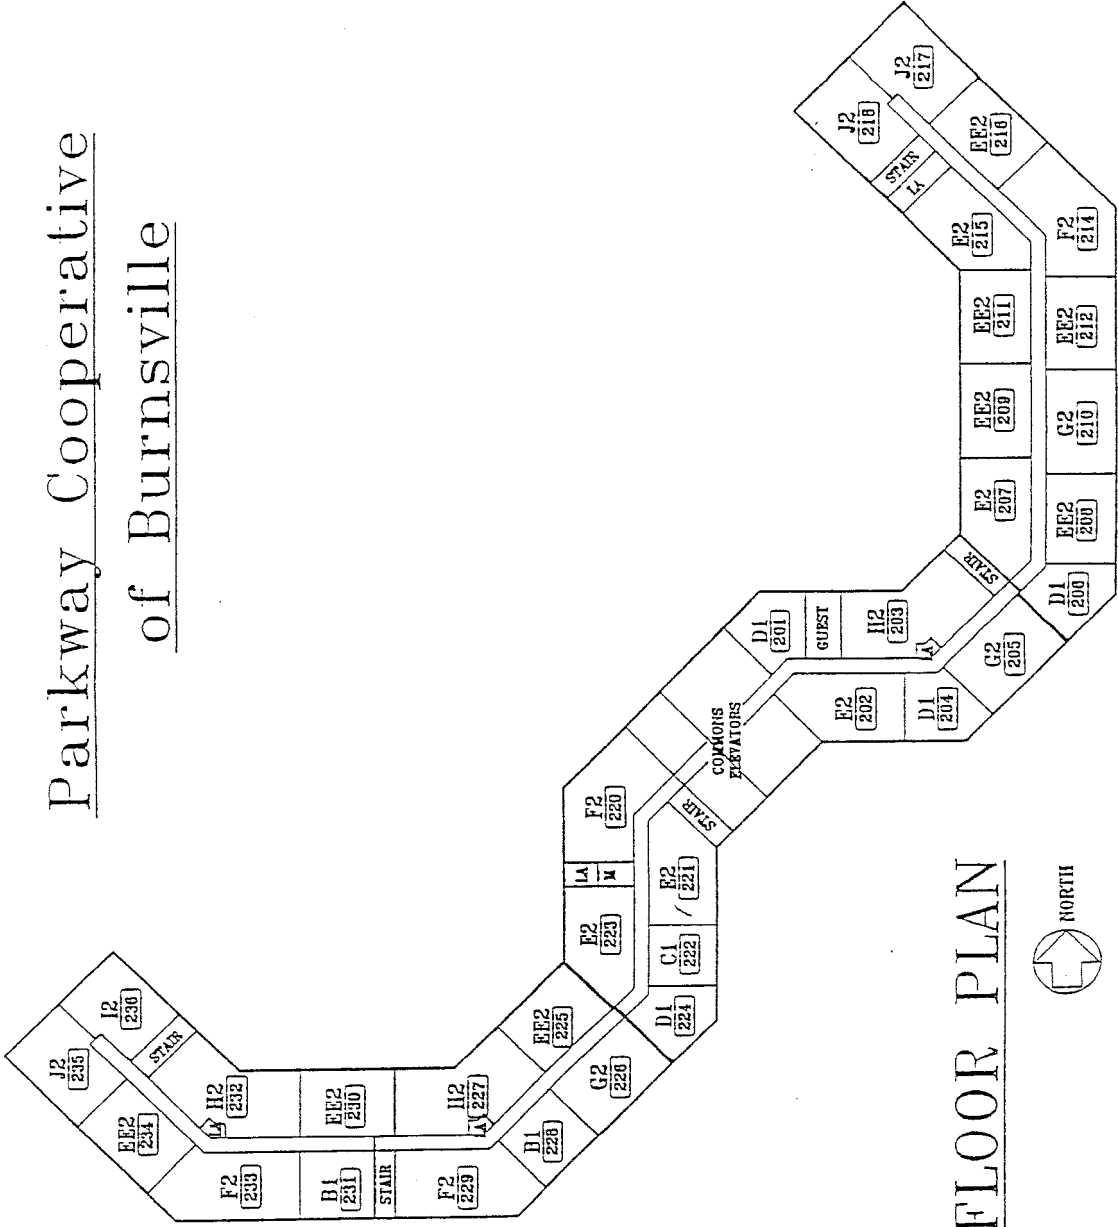 Parkway Cooperative
of Burnsville
FLOOR PLAN
NORTH
J2
217
J2
218
EE2
216
STAIR
LA
E2
215
F2
214
EE2
211
EE2
212
EE2
209
G2
210
E2
207
EE2
208
STAIR
D1
206
D1
201
GUEST
H2
203
LA
G2
205
E2
202
D1
204
COMMONS
ELEVATORS
STAIR
F2
220
LA
M
E2
221
E2
223
C1
222
D1
224
EE2
225
G2
226
H2
227
LA
B1
228
F2
229
EE2
230
STAIR
B1
231
H2
232
LA
F2
233
STAIR
EE2
234
I2
236
J2
235